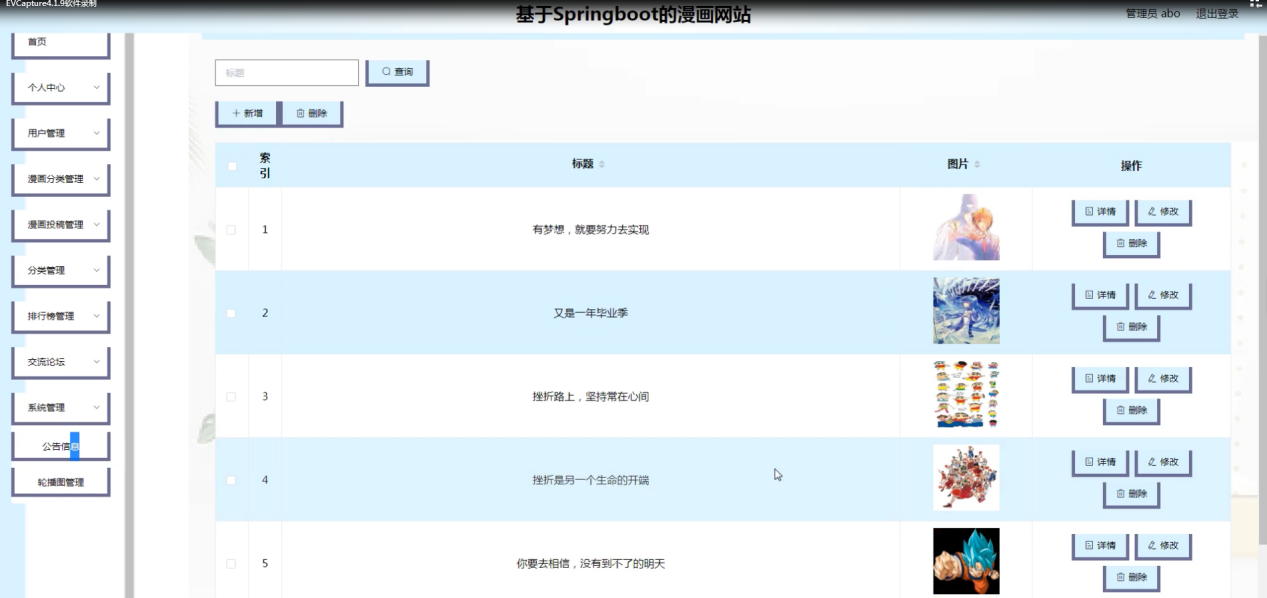 EVCapture4.1.9软件录制
基于Springboot的漫画网站
管理员 abo 退出登录
首页
个人中心
用户管理
漫画分类管理
漫画投稿管理
分类管理
排行榜管理
交流论坛
系统管理
公告信息
轮播图管理
标题
查询
新增
删除
索引 标题 图片 操作
1 有梦想，就要努力去实现 详情 修改
删除
2 又是一年毕业季 详情 修改
删除
3 挫折路上，坚持常在心间 详情 修改
删除
4 挫折是另一个生命的开端 详情 修改
删除
5 你要去相信，没有到不了的明天 详情 修改
删除